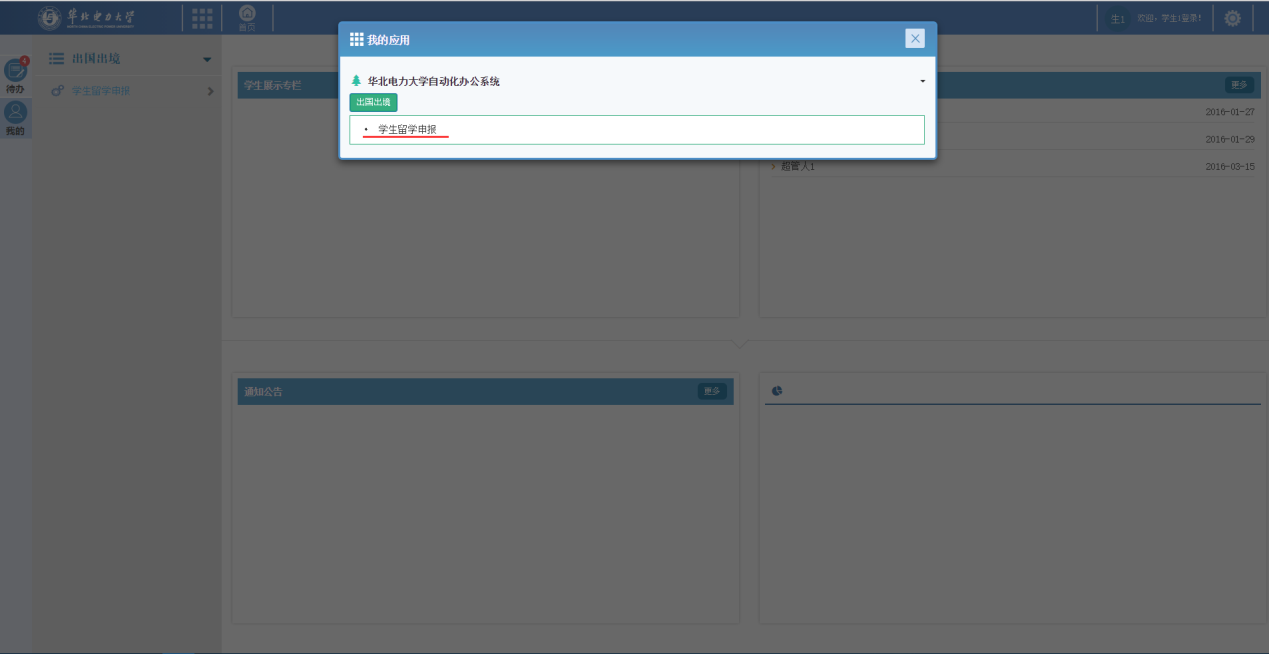 华北电力大学
首页
生1 欢迎，学生1登录！
我的应用
4
待办
我的
出国出境
学生留学申报
华北电力大学自动化办公系统
出国出境
• 学生留学申报
学生展示专栏
更多
2016-01-27
2016-01-29
超管人1 2016-03-15
通知公告 更多